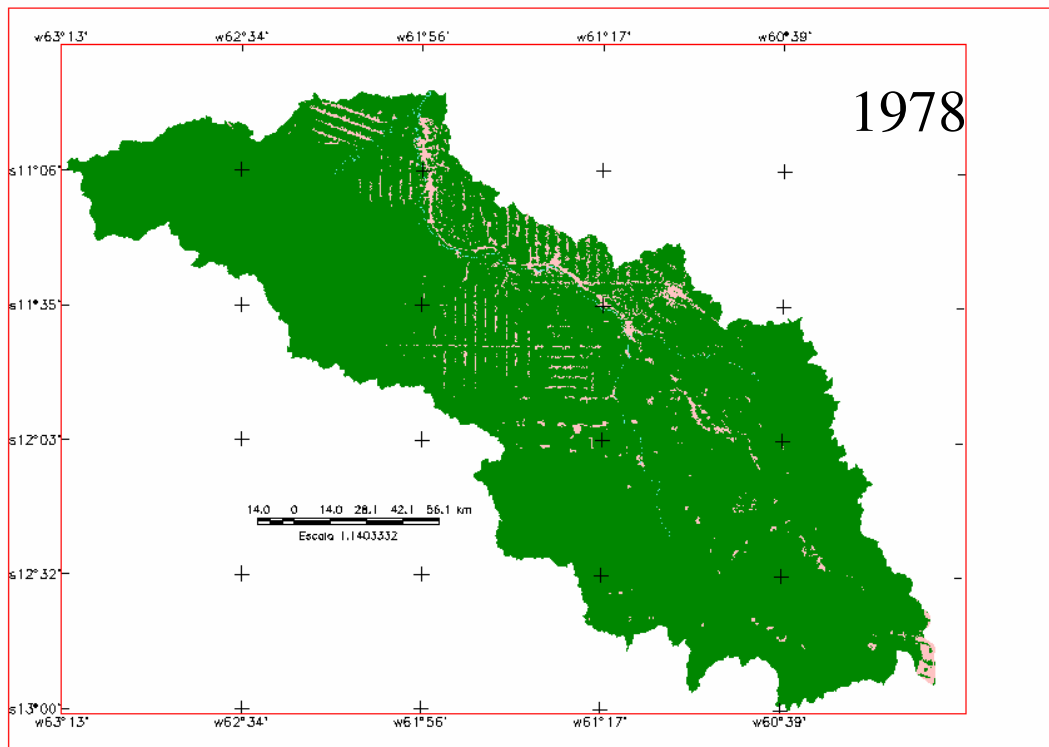 w63°13' w62°34' w61°56' w61°17' w60°39'
1978
s11°06'
s11°35'
s12°03'
14.0 0 14.0 28.1 42.1 56.1 km
Escala 1.1403332
s12°32'
s13°00'
w63°13' w62°34' w61°56' w61°17' w60°39'